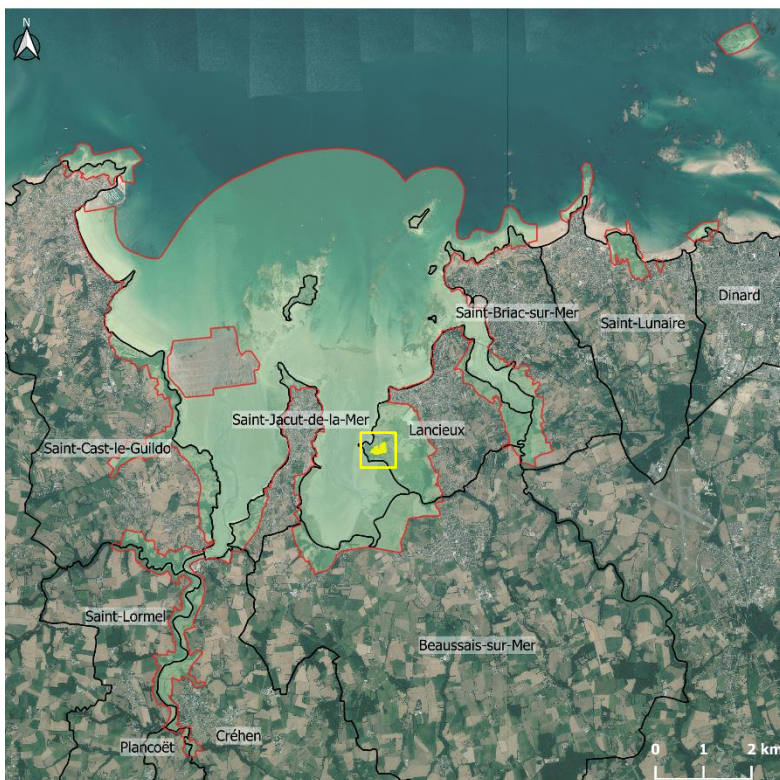 N
Dinard
Saint-Briac-sur-Mer
Saint-Lunaire
Saint-Jacut-de-la-Mer
Lancieux
Saint-Cast-le-Guildo
Saint-Lormel
Beaussais-sur-Mer
Créhen
Plancoët
0 1 2 km